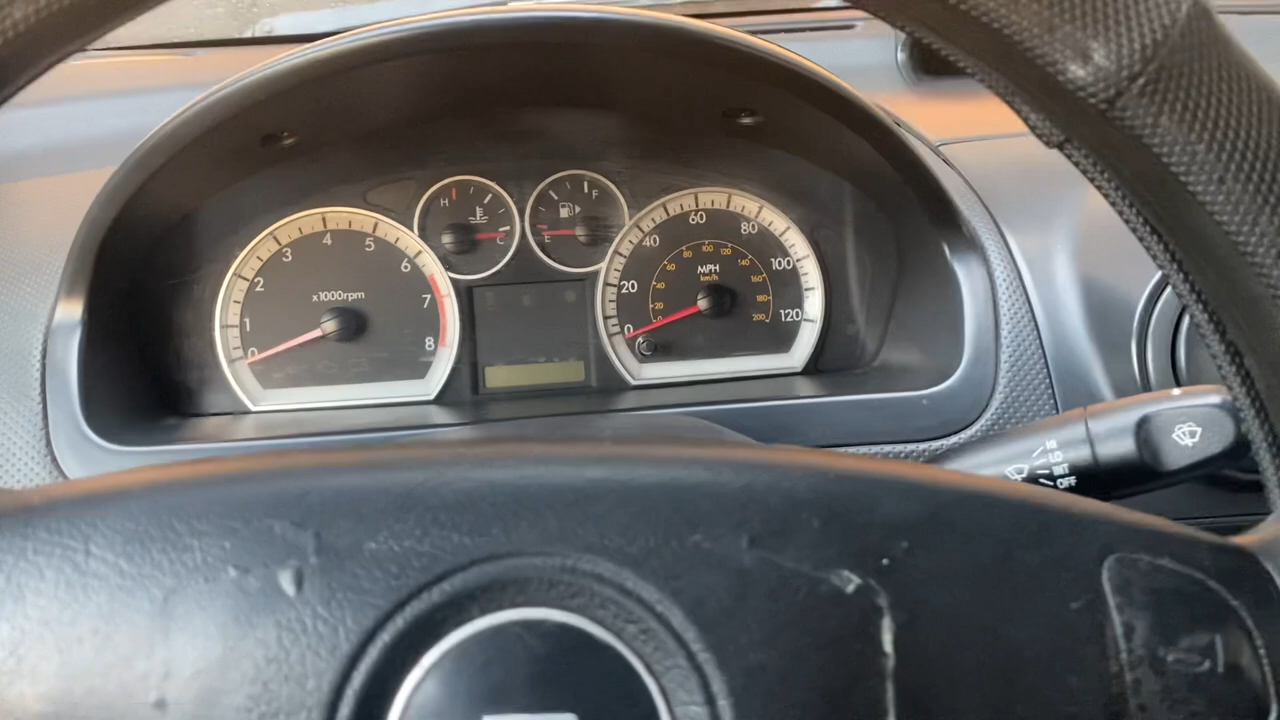 0 1 2 3 4 5 6 7 8
x1000rpm
H C
F E
0 20 40 60 80 100 120
MPH
km/h
0 20 40 60 80 100 120 140 160 180 200
LO
INT
OFF